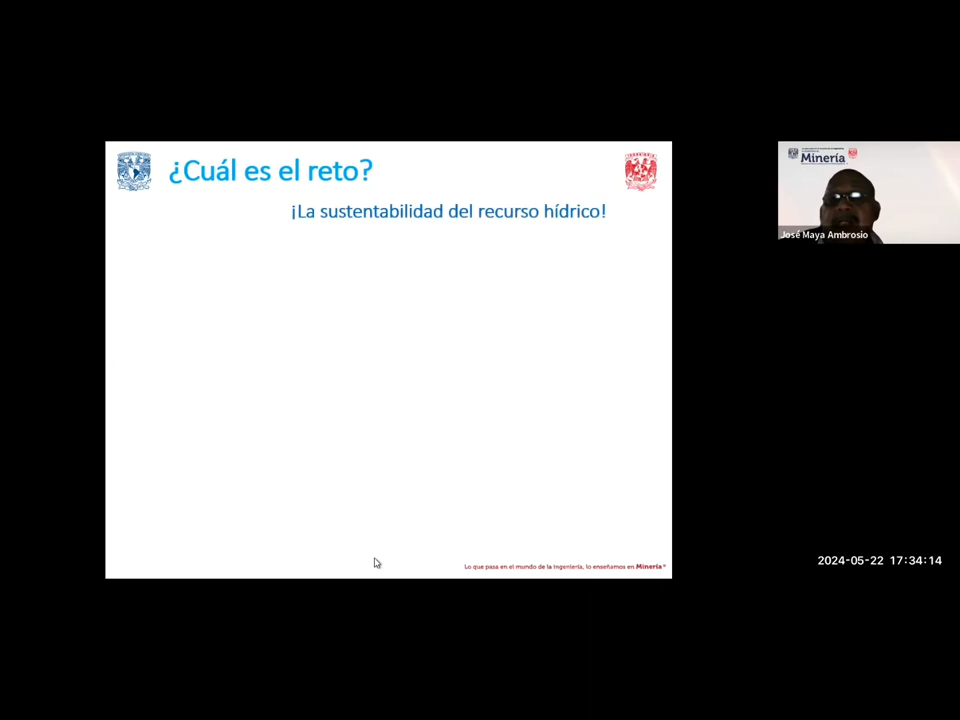 ¿Cuál es el reto?
¡La sustentabilidad del recurso hídrico!
Minería
José Maya Ambrosio
2024-05-22 17:34:14
Lo que pasa en el mundo de la ingeniería, lo enseñamos en Minería